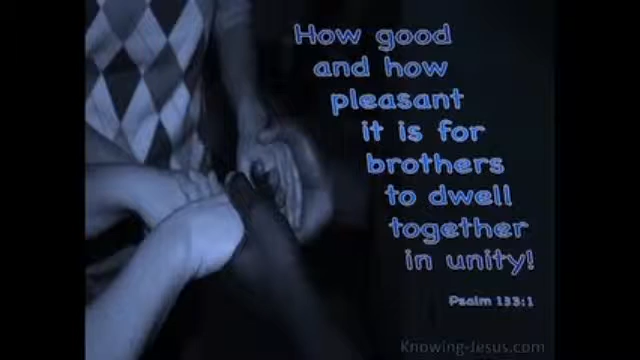 How good
and how
pleasant
it is for
brothers
to dwell
together
in unity!
Psalm 133:1
Knowing-Jesus.com